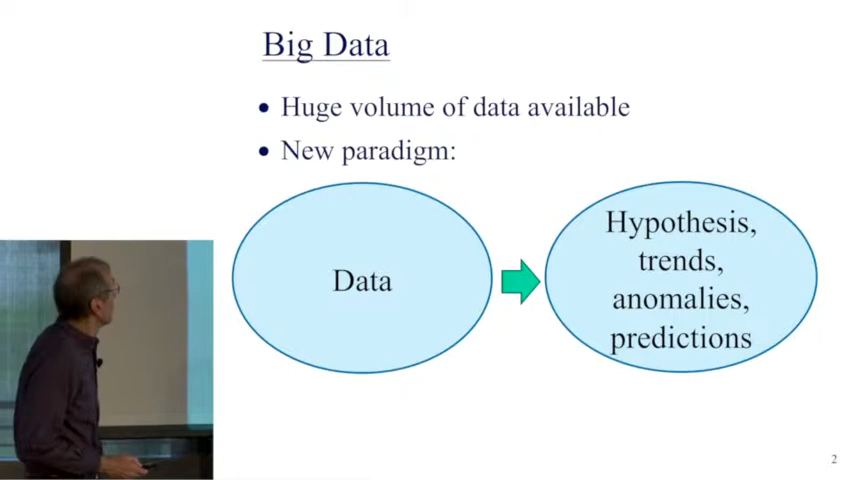 Big Data
• Huge volume of data available
• New paradigm:
Data
Hypothesis,
trends,
anomalies,
predictions
2